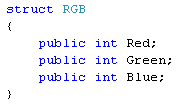 struct RGB
{
    public int Red;
    public int Green;
    public int Blue;
}